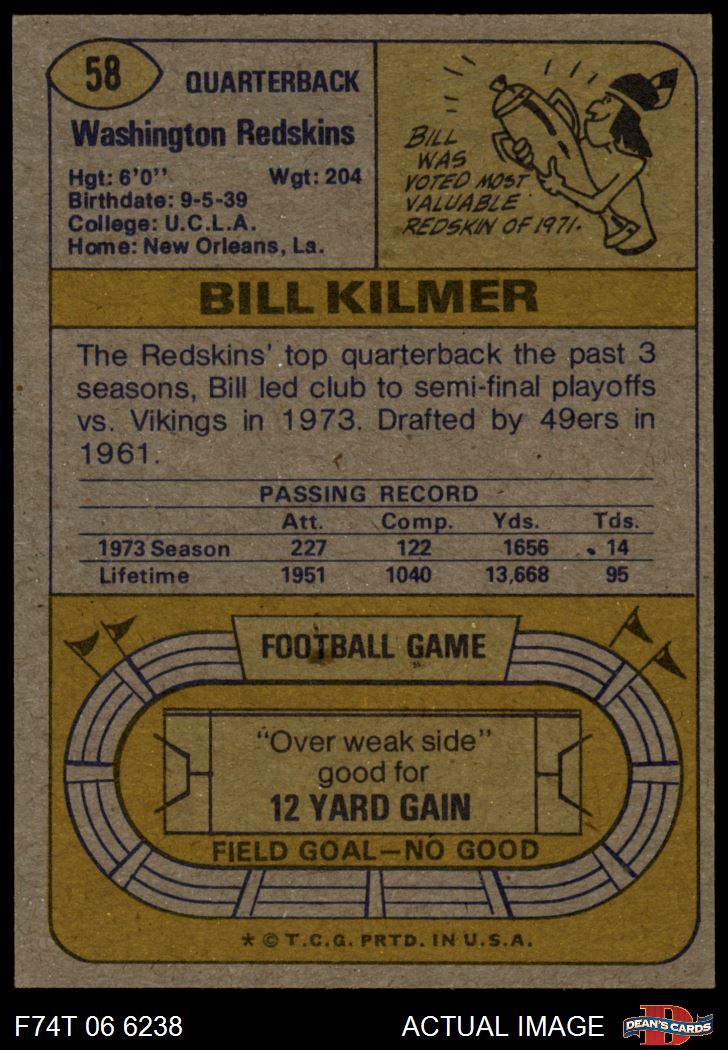 58
QUARTERBACK
Washington Redskins
Hgt: 6'0" Wgt: 204
Birthdate: 9-5-39
College: U.C.L.A.
Home: New Orleans, La.
BILL
WAS
VOTED MOST
VALUABLE
REDSKIN OF 1971.
BILL KILMER
The Redskins' top quarterback the past 3
seasons, Bill led club to semi-final playoffs
vs. Vikings in 1973. Drafted by 49ers in
1961.
PASSING RECORD
Att. Comp. Yds. Tds.
1973 Season 227 122 1656 14
Lifetime 1951 1040 13,668 95
FOOTBALL GAME
"Over weak side"
good for
12 YARD GAIN
FIELD GOAL—NO GOOD
* © T.C.G. PRTD. IN U.S.A.
F74T 06 6238 ACTUAL IMAGE
D
DEAN'S CARDS